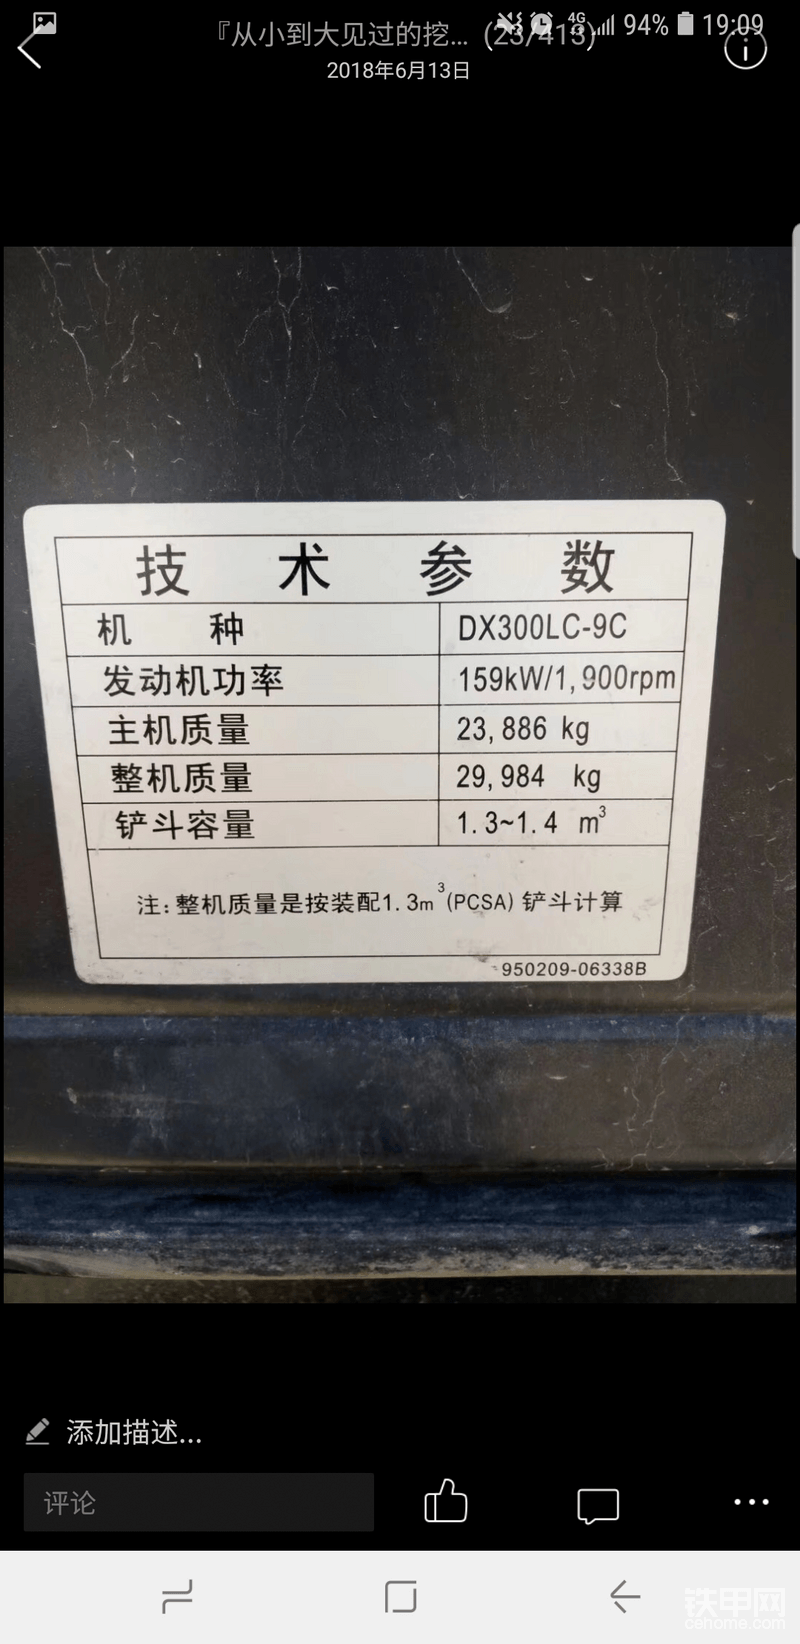 94% 19:09
『从小到大见过的挖... (23/413)
2018年6月13日
技术参数
机种 DX300LC-9C
发动机功率 159kW/1,900rpm
主机质量 23,886 kg
整机质量 29,984 kg
铲斗容量 1.3~1.4 m³
注:整机质量是按装配1.3m³(PCSA)铲斗计算
950209-06338B
添加描述...
评论
铁甲网
cehome.com